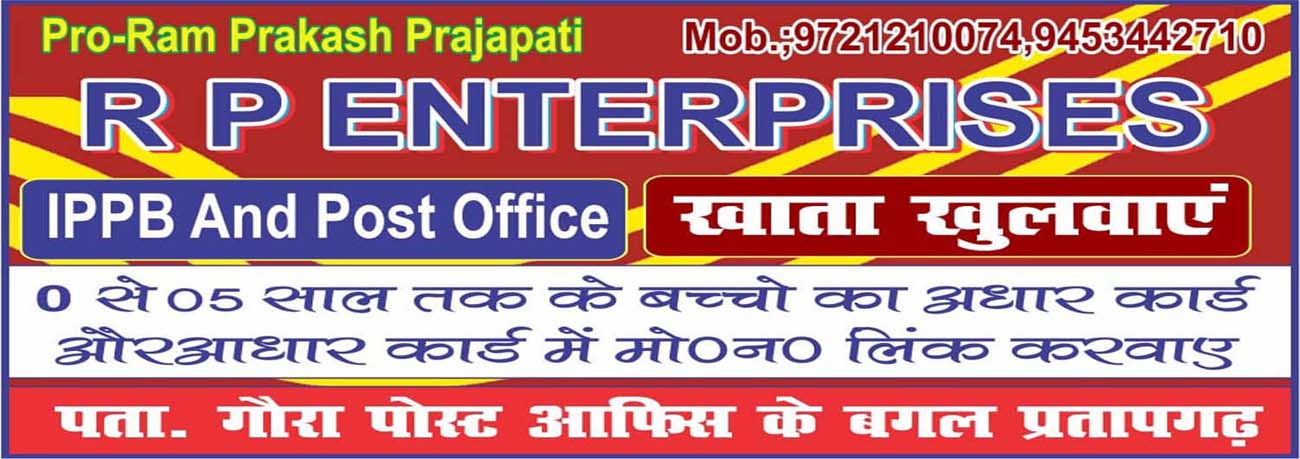 Pro-Ram Prakash Prajapati Mob.;9721210074,9453442710
R P ENTERPRISES
IPPB And Post Office खाता खुलवाएं
0 से 05 साल तक के बच्चो का अधार कार्ड
औरआधार कार्ड में मो0न0 लिंक करवाए
पता. गौरा पोस्ट आफिस के बगल प्रतापगढ़